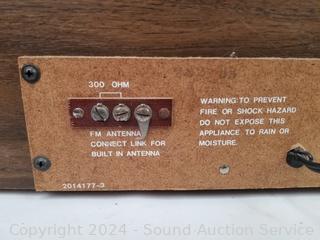 300 OHM
FM ANTENNA
CONNECT LINK FOR
BUILT IN ANTENNA
WARNING: TO PREVENT
FIRE OR SHOCK HAZARD
DO NOT EXPOSE THIS
APPLIANCE TO RAIN OR
MOISTURE.
2014177-3
Copyright 2024 - Sound Auction Service